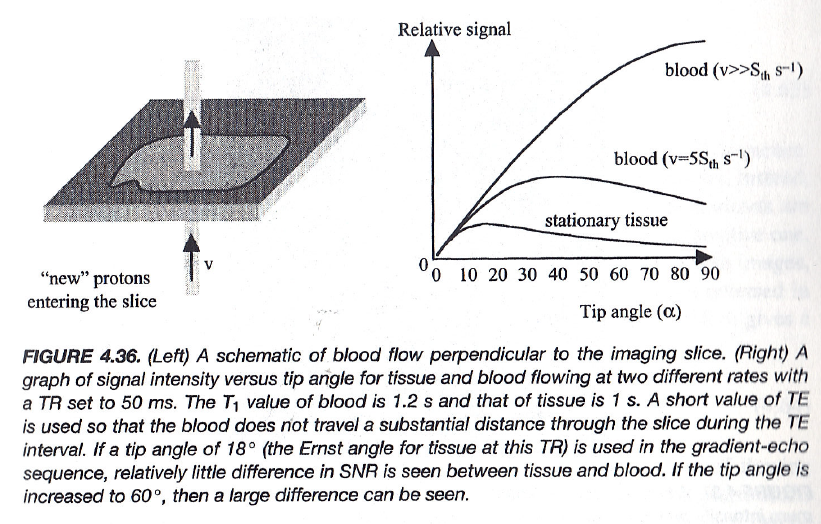 Relative signal
blood (v>>Sth s-1)
blood (v=5Sth s-1)
stationary tissue
0
0 10 20 30 40 50 60 70 80 90
Tip angle (α)
v
“new” protons
entering the slice
FIGURE 4.36. (Left) A schematic of blood flow perpendicular to the imaging slice. (Right) A
graph of signal intensity versus tip angle for tissue and blood flowing at two different rates with
a TR set to 50 ms. The T1 value of blood is 1.2 s and that of tissue is 1 s. A short value of TE
is used so that the blood does not travel a substantial distance through the slice during the TE
interval. If a tip angle of 18° (the Ernst angle for tissue at this TR) is used in the gradient-echo
sequence, relatively little difference in SNR is seen between tissue and blood. If the tip angle is
increased to 60°, then a large difference can be seen.